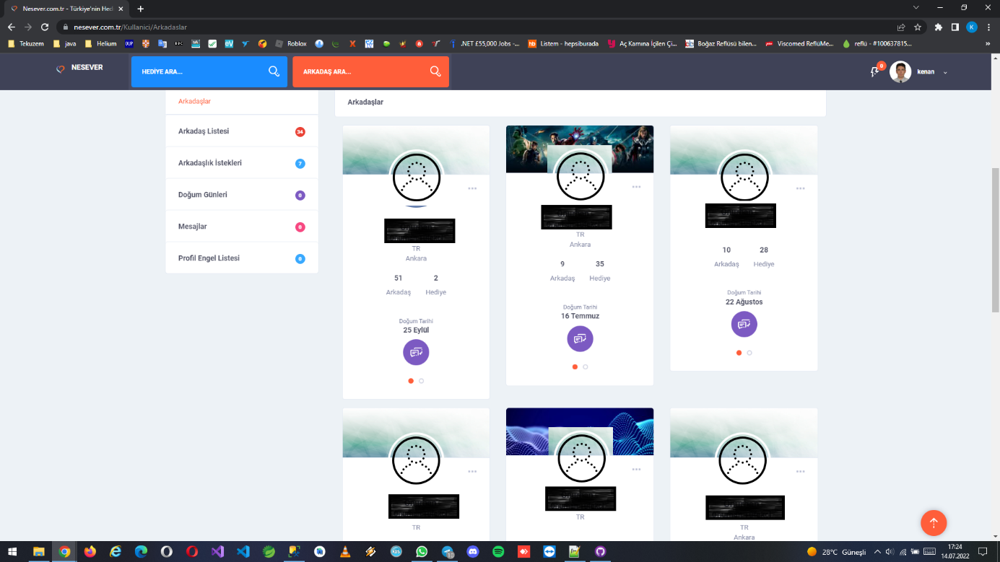 Nesever.com.tr - Türkiye'nin Hed
nesever.com.tr/Kullanici/Arkadaslar
K
Tekuzem
java
Helium
Roblox
.NET £55,000 Jobs -...
Listem - hepsiburada
Aç Karnına İçilen Çi...
Boğaz Reflüsü bilen...
Viscomed RefluMe...
reflü - #100637815...
NESEVER
HEDİYE ARA...
ARKADAŞ ARA...
0
kenan
Arkadaşlar
Arkadaş Listesi
34
Arkadaşlık İstekleri
7
Doğum Günleri
0
Mesajlar
0
Profil Engel Listesi
0
Arkadaşlar
TR
Ankara
51 2
Arkadaş Hediye
Doğum Tarihi
25 Eylül
TR
Ankara
9 35
Arkadaş Hediye
Doğum Tarihi
16 Temmuz
10 28
Arkadaş Hediye
Doğum Tarihi
22 Ağustos
TR
TR
TR
Ankara
28°C Güneşli
17:24
14.07.2022